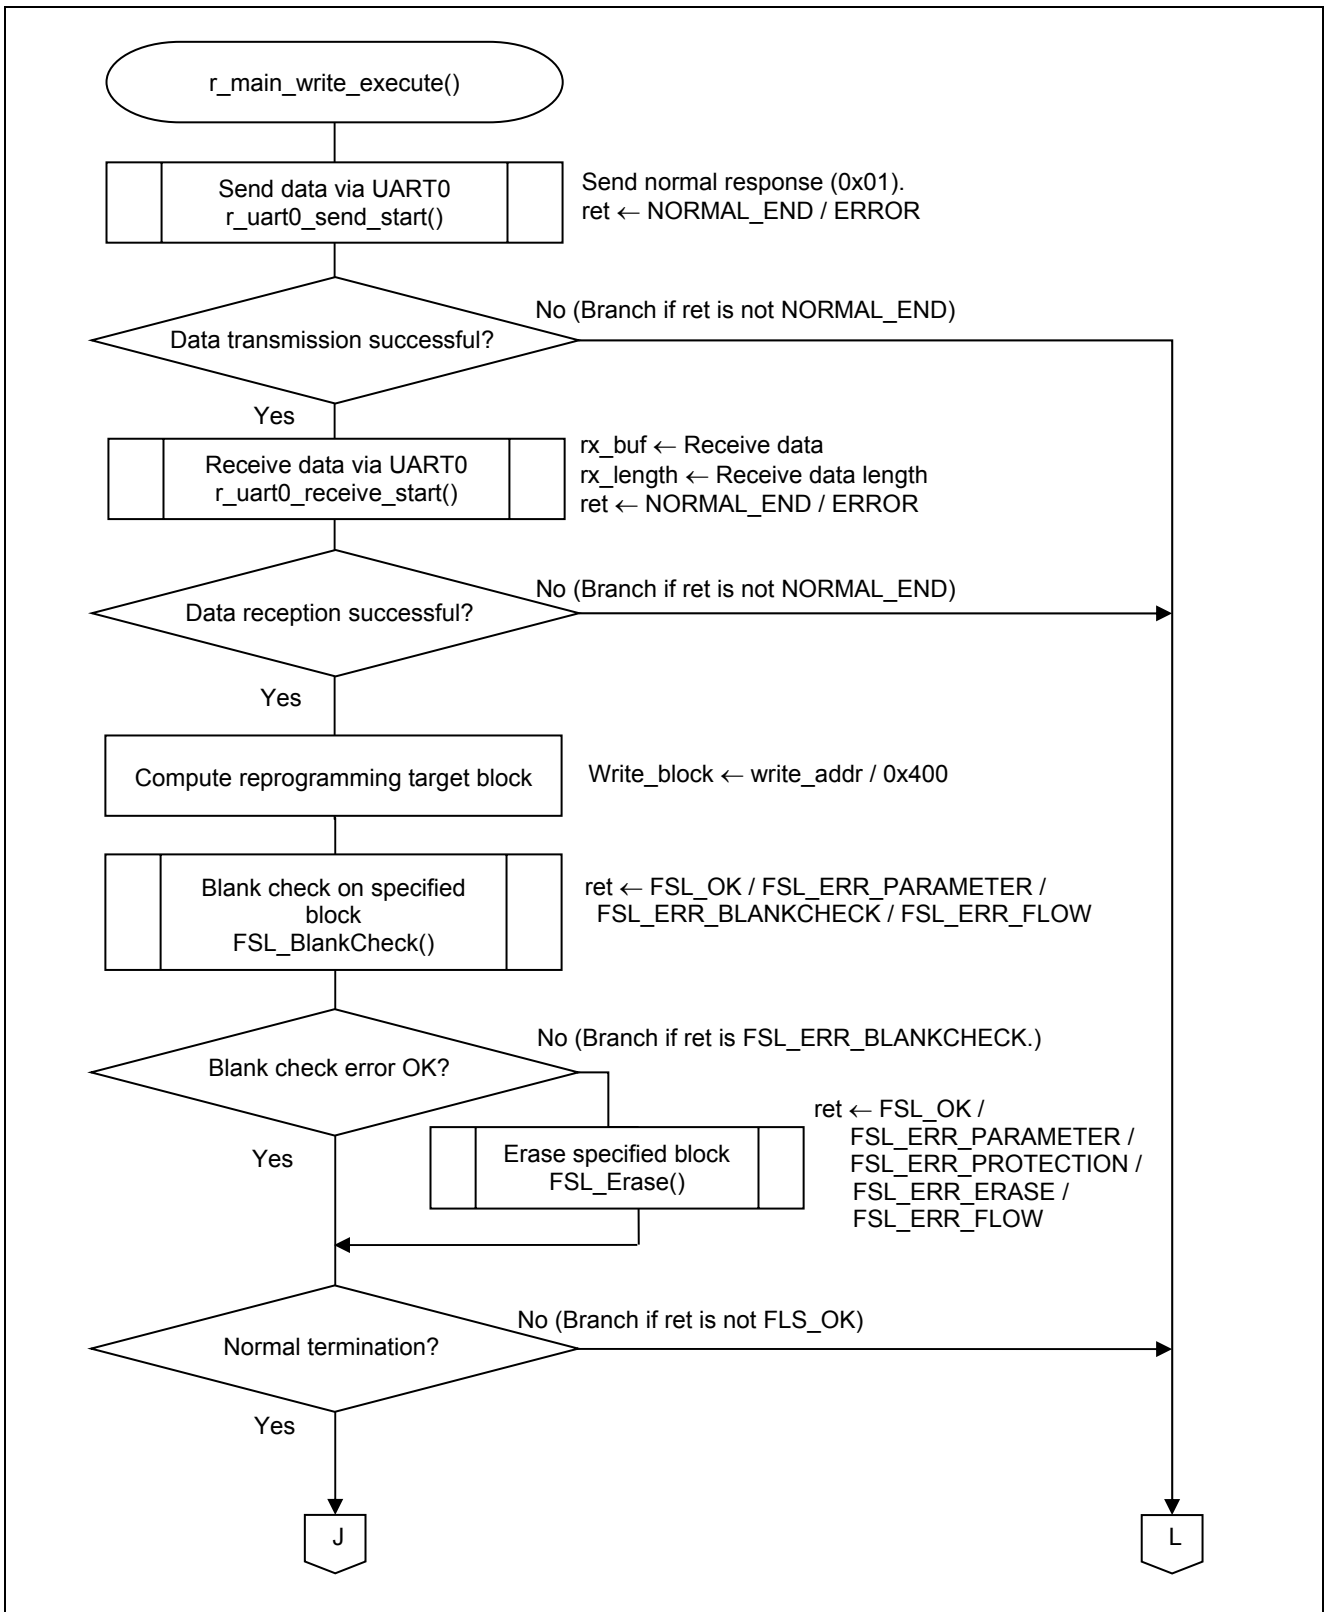 r_main_write_execute()
Send data via UART0
r_uart0_send_start()
Send normal response (0x01).
ret ← NORMAL_END / ERROR
No (Branch if ret is not NORMAL_END)
Data transmission successful?
Yes
Receive data via UART0
r_uart0_receive_start()
rx_buf ← Receive data
rx_length ← Receive data length
ret ← NORMAL_END / ERROR
No (Branch if ret is not NORMAL_END)
Data reception successful?
Yes
Compute reprogramming target block
Write_block ← write_addr / 0x400
Blank check on specified
block
FSL_BlankCheck()
ret ← FSL_OK / FSL_ERR_PARAMETER /
FSL_ERR_BLANKCHECK / FSL_ERR_FLOW
No (Branch if ret is FSL_ERR_BLANKCHECK.)
Blank check error OK?
Yes
Erase specified block
FSL_Erase()
ret ← FSL_OK /
FSL_ERR_PARAMETER /
FSL_ERR_PROTECTION /
FSL_ERR_ERASE /
FSL_ERR_FLOW
No (Branch if ret is not FLS_OK)
Normal termination?
Yes
J
L